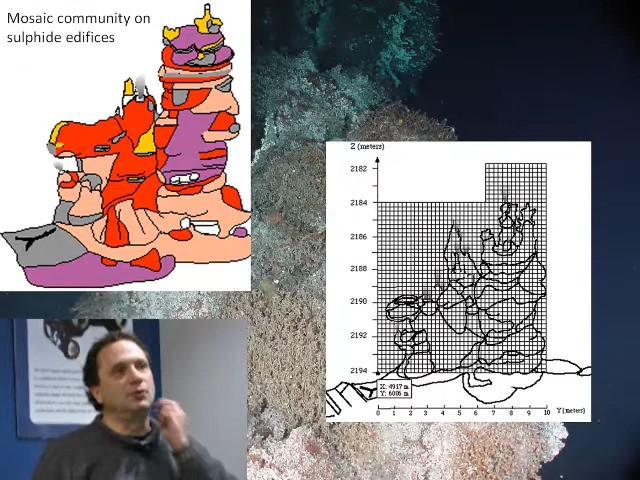 Mosaic community on
sulphide edifices
Z (meters)
2182
2184
2186
2188
2190
2192
2194
X: 4917 m
Y: 6006 m
0 1 2 3 4 5 6 7 8 9 10 Y (meters)